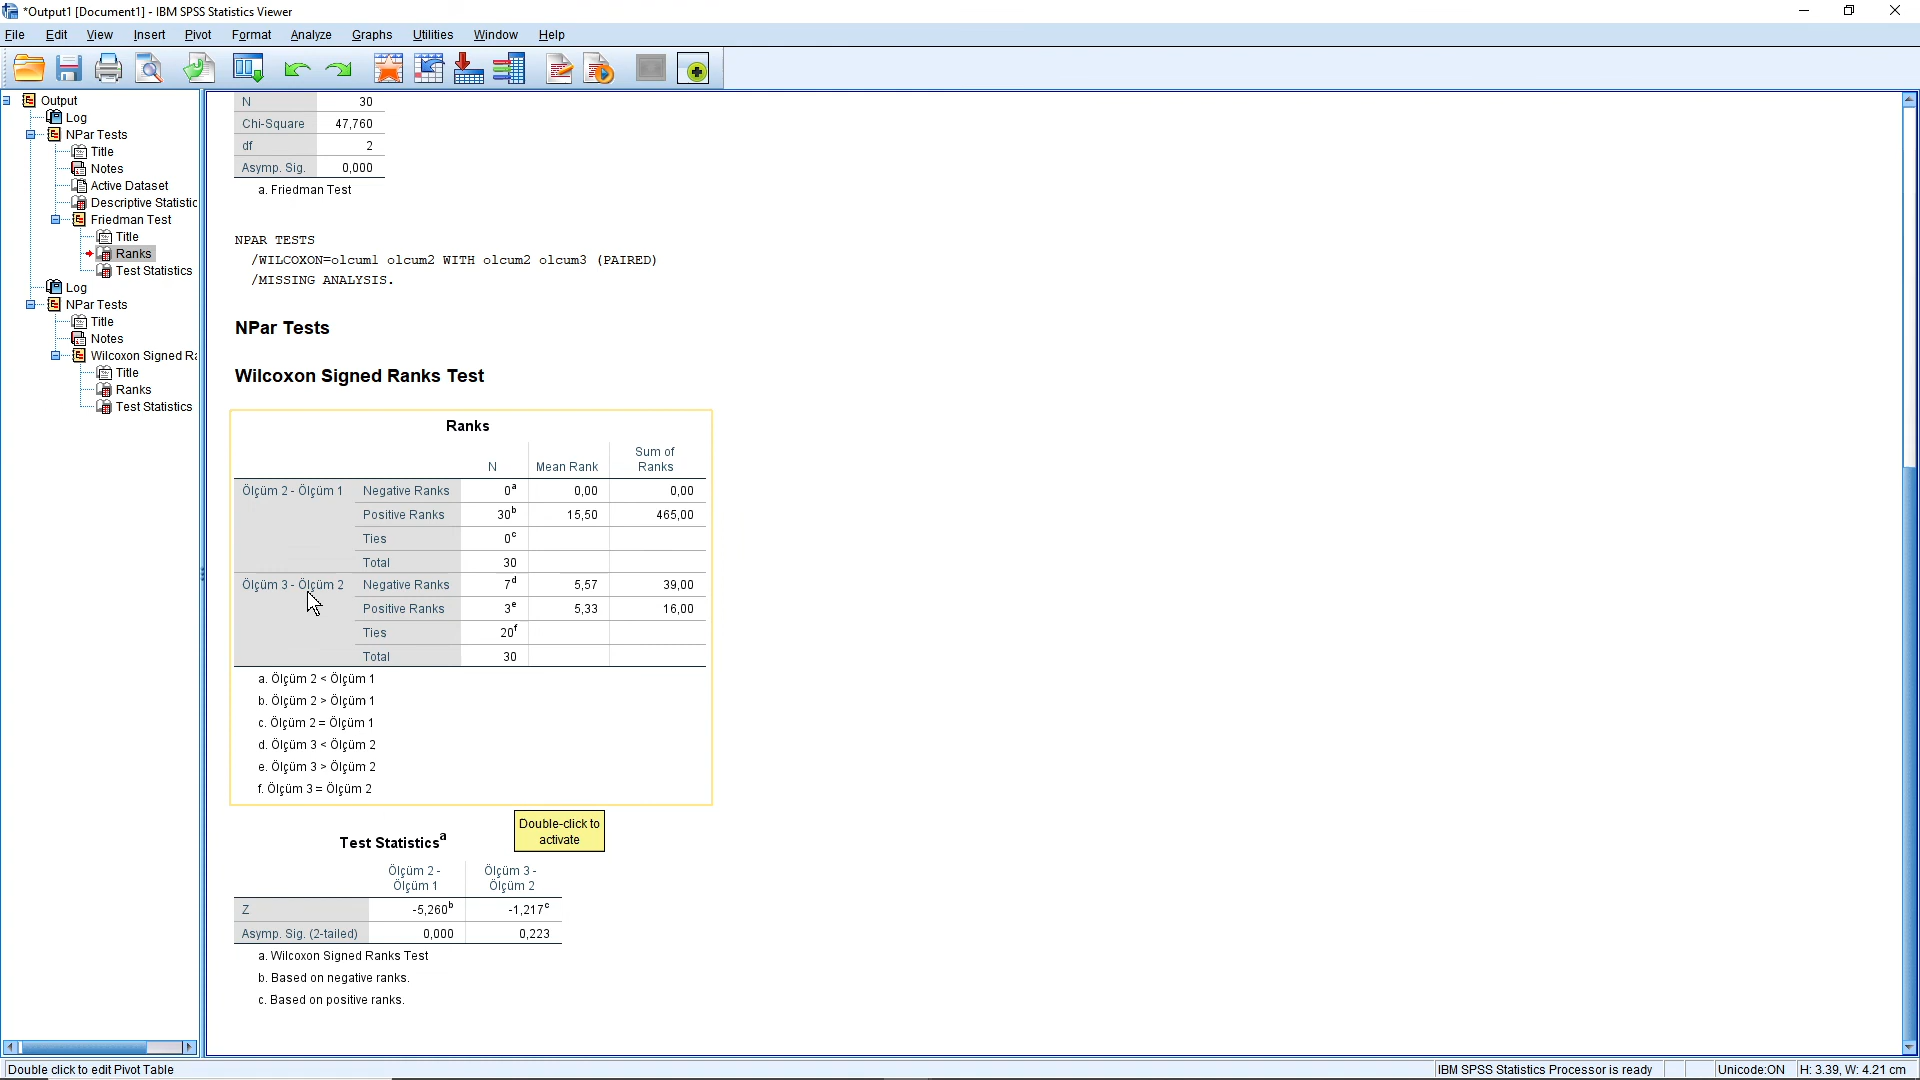 *Output1 [Document1] - IBM SPSS Statistics Viewer
File Edit View Insert Pivot Format Analyze Graphs Utilities Window Help
Output
Log
NPar Tests
Title
Notes
Active Dataset
Descriptive Statistic
Friedman Test
Title
Ranks
Test Statistics
Log
NPar Tests
Title
Notes
Wilcoxon Signed Ra
Title
Ranks
Test Statistics
N 30
Chi-Square 47,760
df 2
Asymp. Sig. 0,000
a. Friedman Test
NPAR TESTS
/WILCOXON=olcum1 olcum2 WITH olcum2 olcum3 (PAIRED)
/MISSING ANALYSIS.
NPar Tests
Wilcoxon Signed Ranks Test
Ranks
N Mean Rank Sum of Ranks
Ölçüm 2 - Ölçüm 1 Negative Ranks 0a 0,00 0,00
Positive Ranks 30b 15,50 465,00
Ties 0c
Total 30
Ölçüm 3 - Ölçüm 2 Negative Ranks 7d 5,57 39,00
Positive Ranks 3e 5,33 16,00
Ties 20f
Total 30
a. Ölçüm 2 < Ölçüm 1
b. Ölçüm 2 > Ölçüm 1
c. Ölçüm 2 = Ölçüm 1
d. Ölçüm 3 < Ölçüm 2
e. Ölçüm 3 > Ölçüm 2
f. Ölçüm 3 = Ölçüm 2
Double-click to
activate
Test Statisticsa
Ölçüm 2 - Ölçüm 3 -
Ölçüm 1 Ölçüm 2
Z -5,260b -1,217c
Asymp. Sig. (2-tailed) 0,000 0,223
a. Wilcoxon Signed Ranks Test
b. Based on negative ranks.
c. Based on positive ranks.
Double click to edit Pivot Table
IBM SPSS Statistics Processor is ready Unicode:ON H: 3.39, W: 4.21 cm